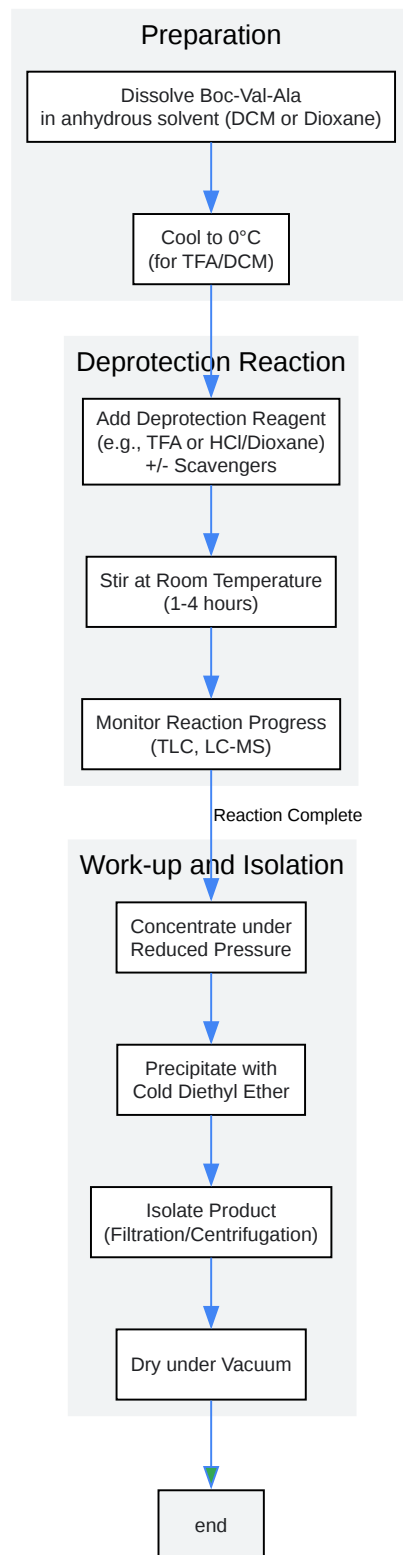 Preparation
Dissolve Boc-Val-Ala
in anhydrous solvent (DCM or Dioxane)
Cool to 0°C
(for TFA/DCM)
Deprotection Reaction
Add Deprotection Reagent
(e.g., TFA or HCl/Dioxane)
+/- Scavengers
Stir at Room Temperature
(1-4 hours)
Monitor Reaction Progress
(TLC, LC-MS)
Reaction Complete
Work-up and Isolation
Concentrate under
Reduced Pressure
Precipitate with
Cold Diethyl Ether
Isolate Product
(Filtration/Centrifugation)
Dry under Vacuum
end